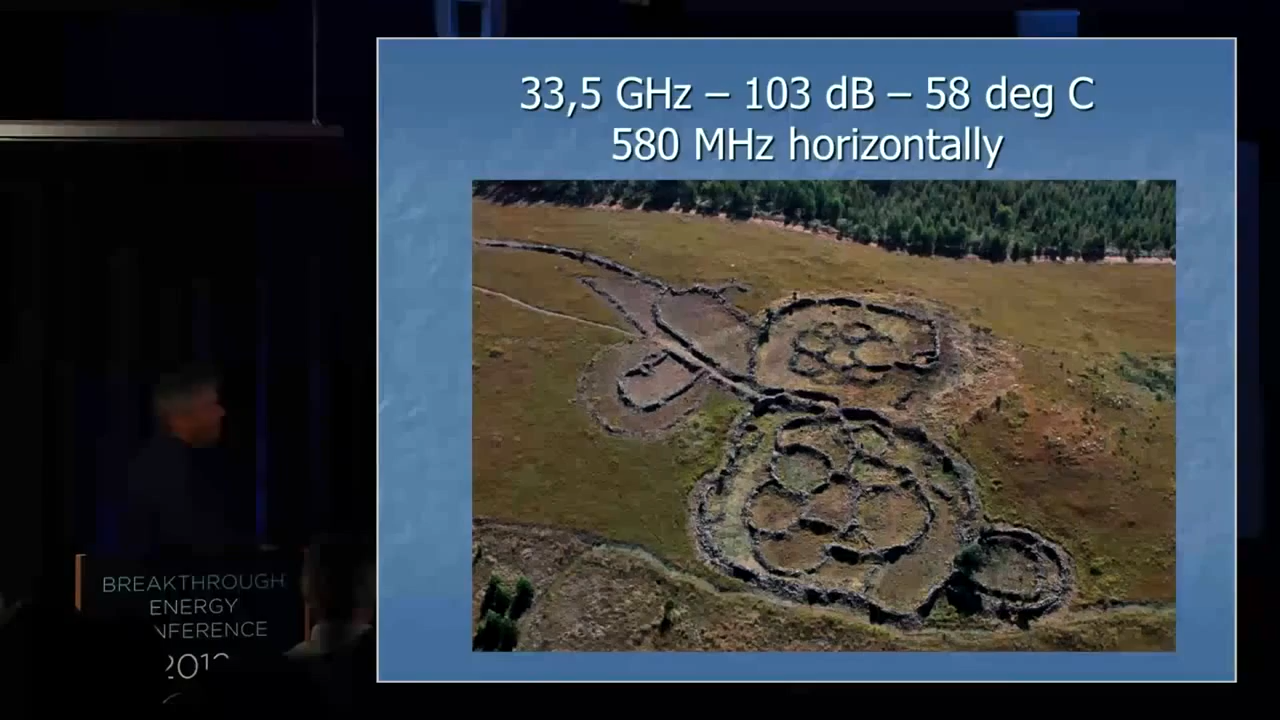 33,5 GHz – 103 dB – 58 deg C
580 MHz horizontally
BREAKTHROUGH
ENERGY